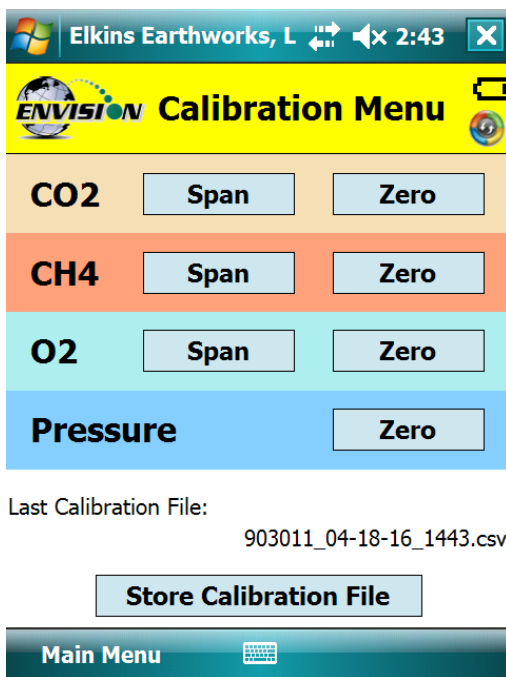 Elkins Earthworks, L 2:43
ENVISION Calibration Menu
CO2 Span Zero
CH4 Span Zero
O2 Span Zero
Pressure Zero
Last Calibration File:
903011_04-18-16_1443.csv
Store Calibration File
Main Menu